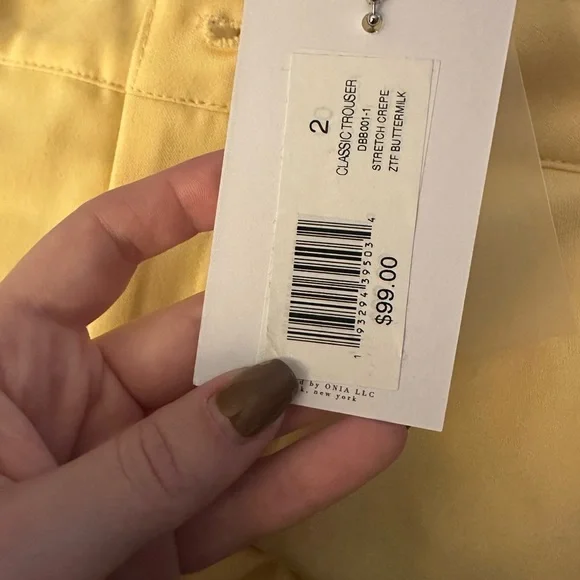 2
CLASSIC TROUSER
DBB001-1
STRETCH CREPE
ZTF BUTTERMILK
1 93294 39503 4
$99.00
by ONIA LLC
new york